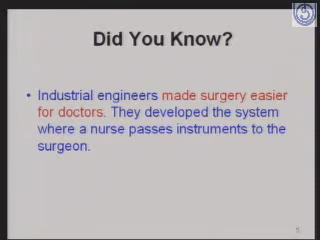 Did You Know?
• Industrial engineers made surgery easier
for doctors. They developed the system
where a nurse passes instruments to the
surgeon.
5